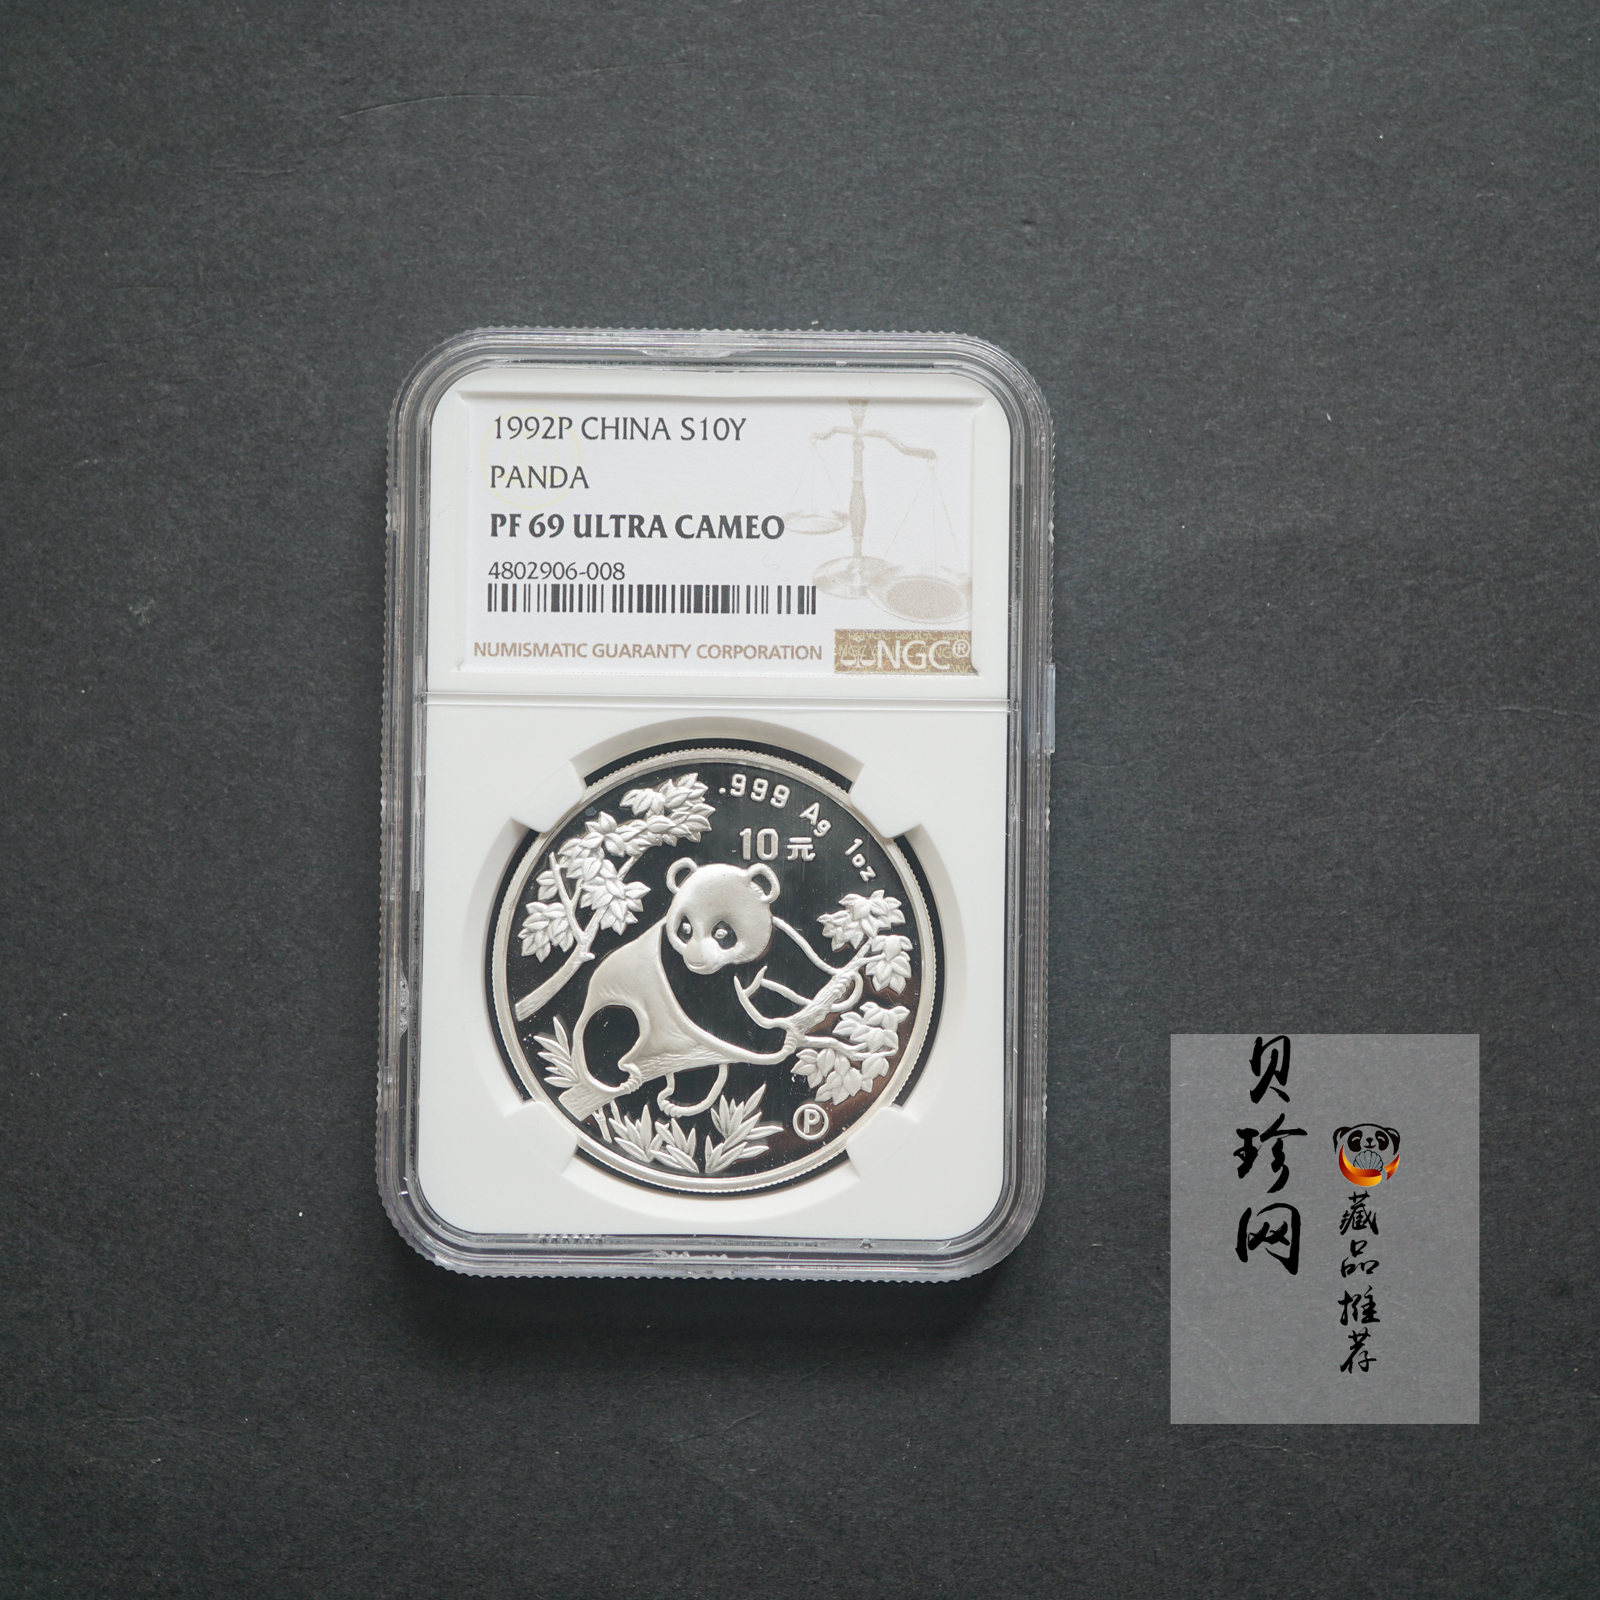 1992P CHINA S10Y
PANDA
PF 69 ULTRA CAMEO
4802906-008
NUMISMATIC GUARANTY CORPORATION
NGC®
.999 Ag 1oz
10元
P
贝珍网
藏品推荐